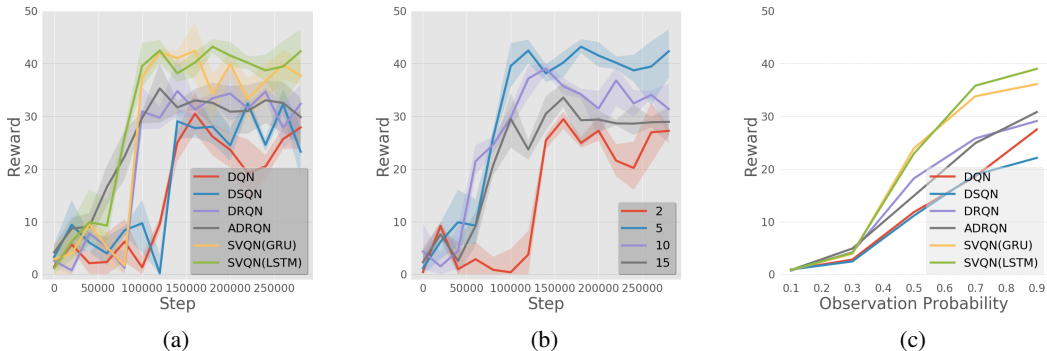 50
40
30
20
10
0
Reward
0 50000 100000 150000 200000 250000
Step
DQN
DSQN
DRQN
ADRQN
SVQN(GRU)
SVQN(LSTM)
(a)
50
40
30
20
10
0
Reward
0 50000 100000 150000 200000 250000
Step
2
5
10
15
(b)
50
40
30
20
10
0
Reward
0.1 0.2 0.3 0.4 0.5 0.6 0.7 0.8 0.9
Observation Probability
DQN
DSQN
DRQN
ADRQN
SVQN(GRU)
SVQN(LSTM)
(c)